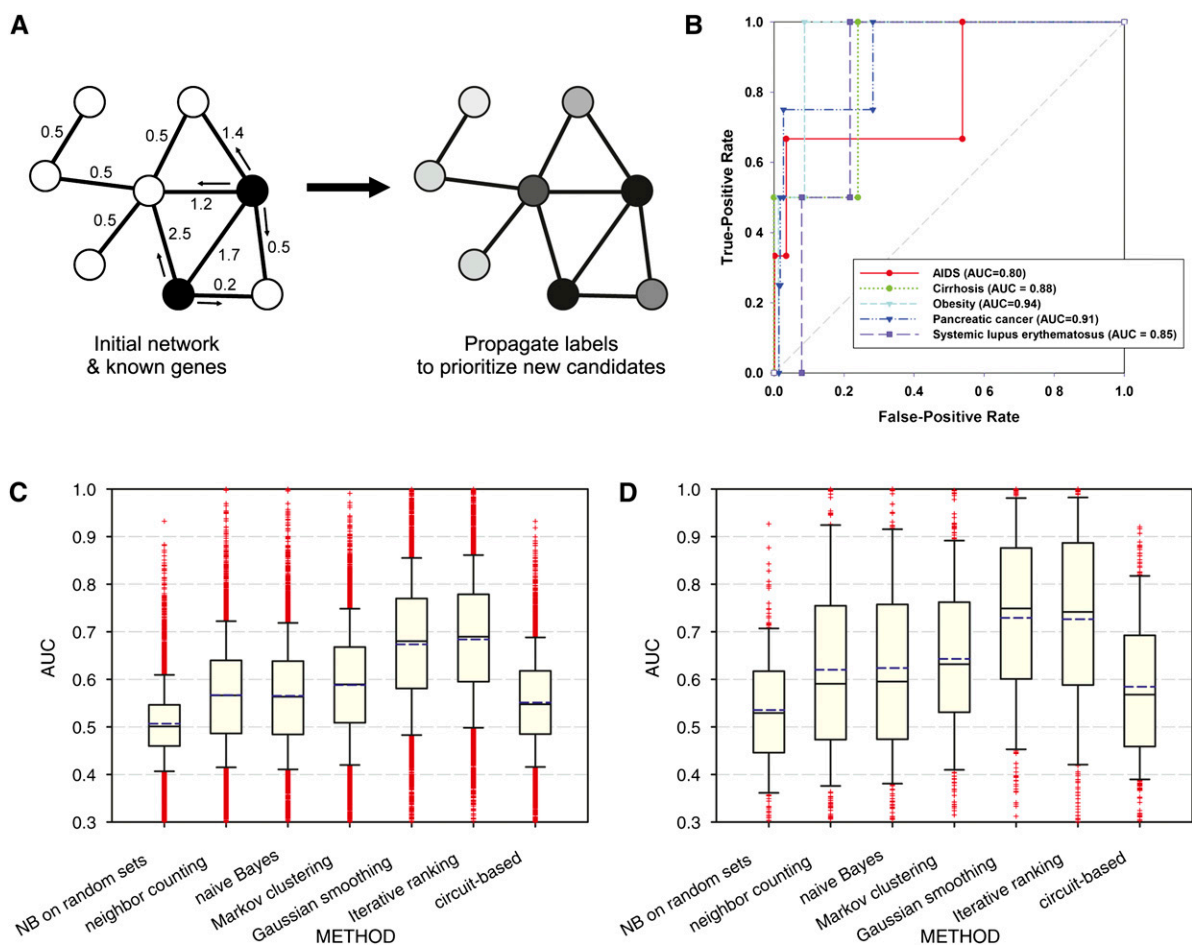 A
0.5
0.5
0.5
0.5
1.4
1.2
2.5
1.7
0.5
0.2
Initial network
& known genes
Propagate labels
to prioritize new candidates
B
True-Positive Rate
1.0
0.8
0.6
0.4
0.2
0.0
AIDS (AUC=0.80)
Cirrhosis (AUC = 0.88)
Obesity (AUC=0.94)
Pancreatic cancer (AUC=0.91)
Systemic lupus erythematosus (AUC = 0.85)
0.0 0.2 0.4 0 6 0.8 1.0
False-Positive Rate
C
AUC
1.0
0.9
0.8
0.7
0.6
0.5
0.4
0.3
NB on random sets
neighbor counting
naive Bayes
Markov clustering
Gaussian smoothing
Iterative ranking
circuit-based
METHOD
D
AUC
1.0
0.9
0.8
0.7
0.6
0.5
0.4
0.3
NB on random sets
neighbor counting
naive Bayes
Markov clustering
Gaussian smoothing
Iterative ranking
circuit-based
METHOD